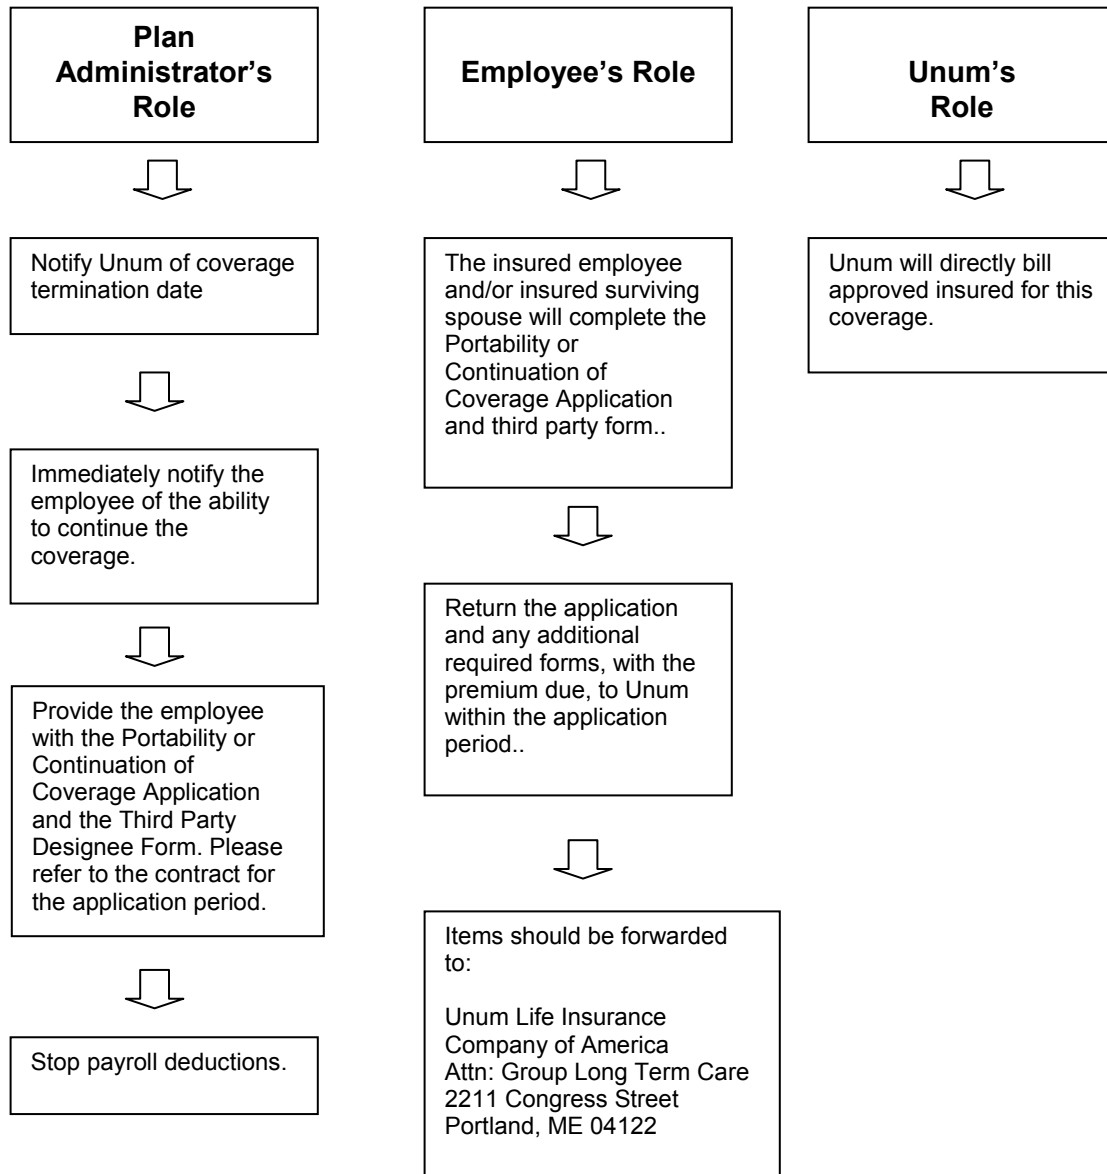 Plan
Administrator’s
Role
Notify Unum of coverage
termination date
Immediately notify the
employee of the ability
to continue the
coverage.
Provide the employee
with the Portability or
Continuation of
Coverage Application
and the Third Party
Designee Form. Please
refer to the contract for
the application period.
Stop payroll deductions.
Employee’s Role
The insured employee
and/or insured surviving
spouse will complete the
Portability or
Continuation of
Coverage Application
and third party form..
Return the application
and any additional
required forms, with the
premium due, to Unum
within the application
period..
Items should be forwarded
to:
Unum Life Insurance
Company of America
Attn: Group Long Term Care
2211 Congress Street
Portland, ME 04122
Unum’s
Role
Unum will directly bill
approved insured for this
coverage.